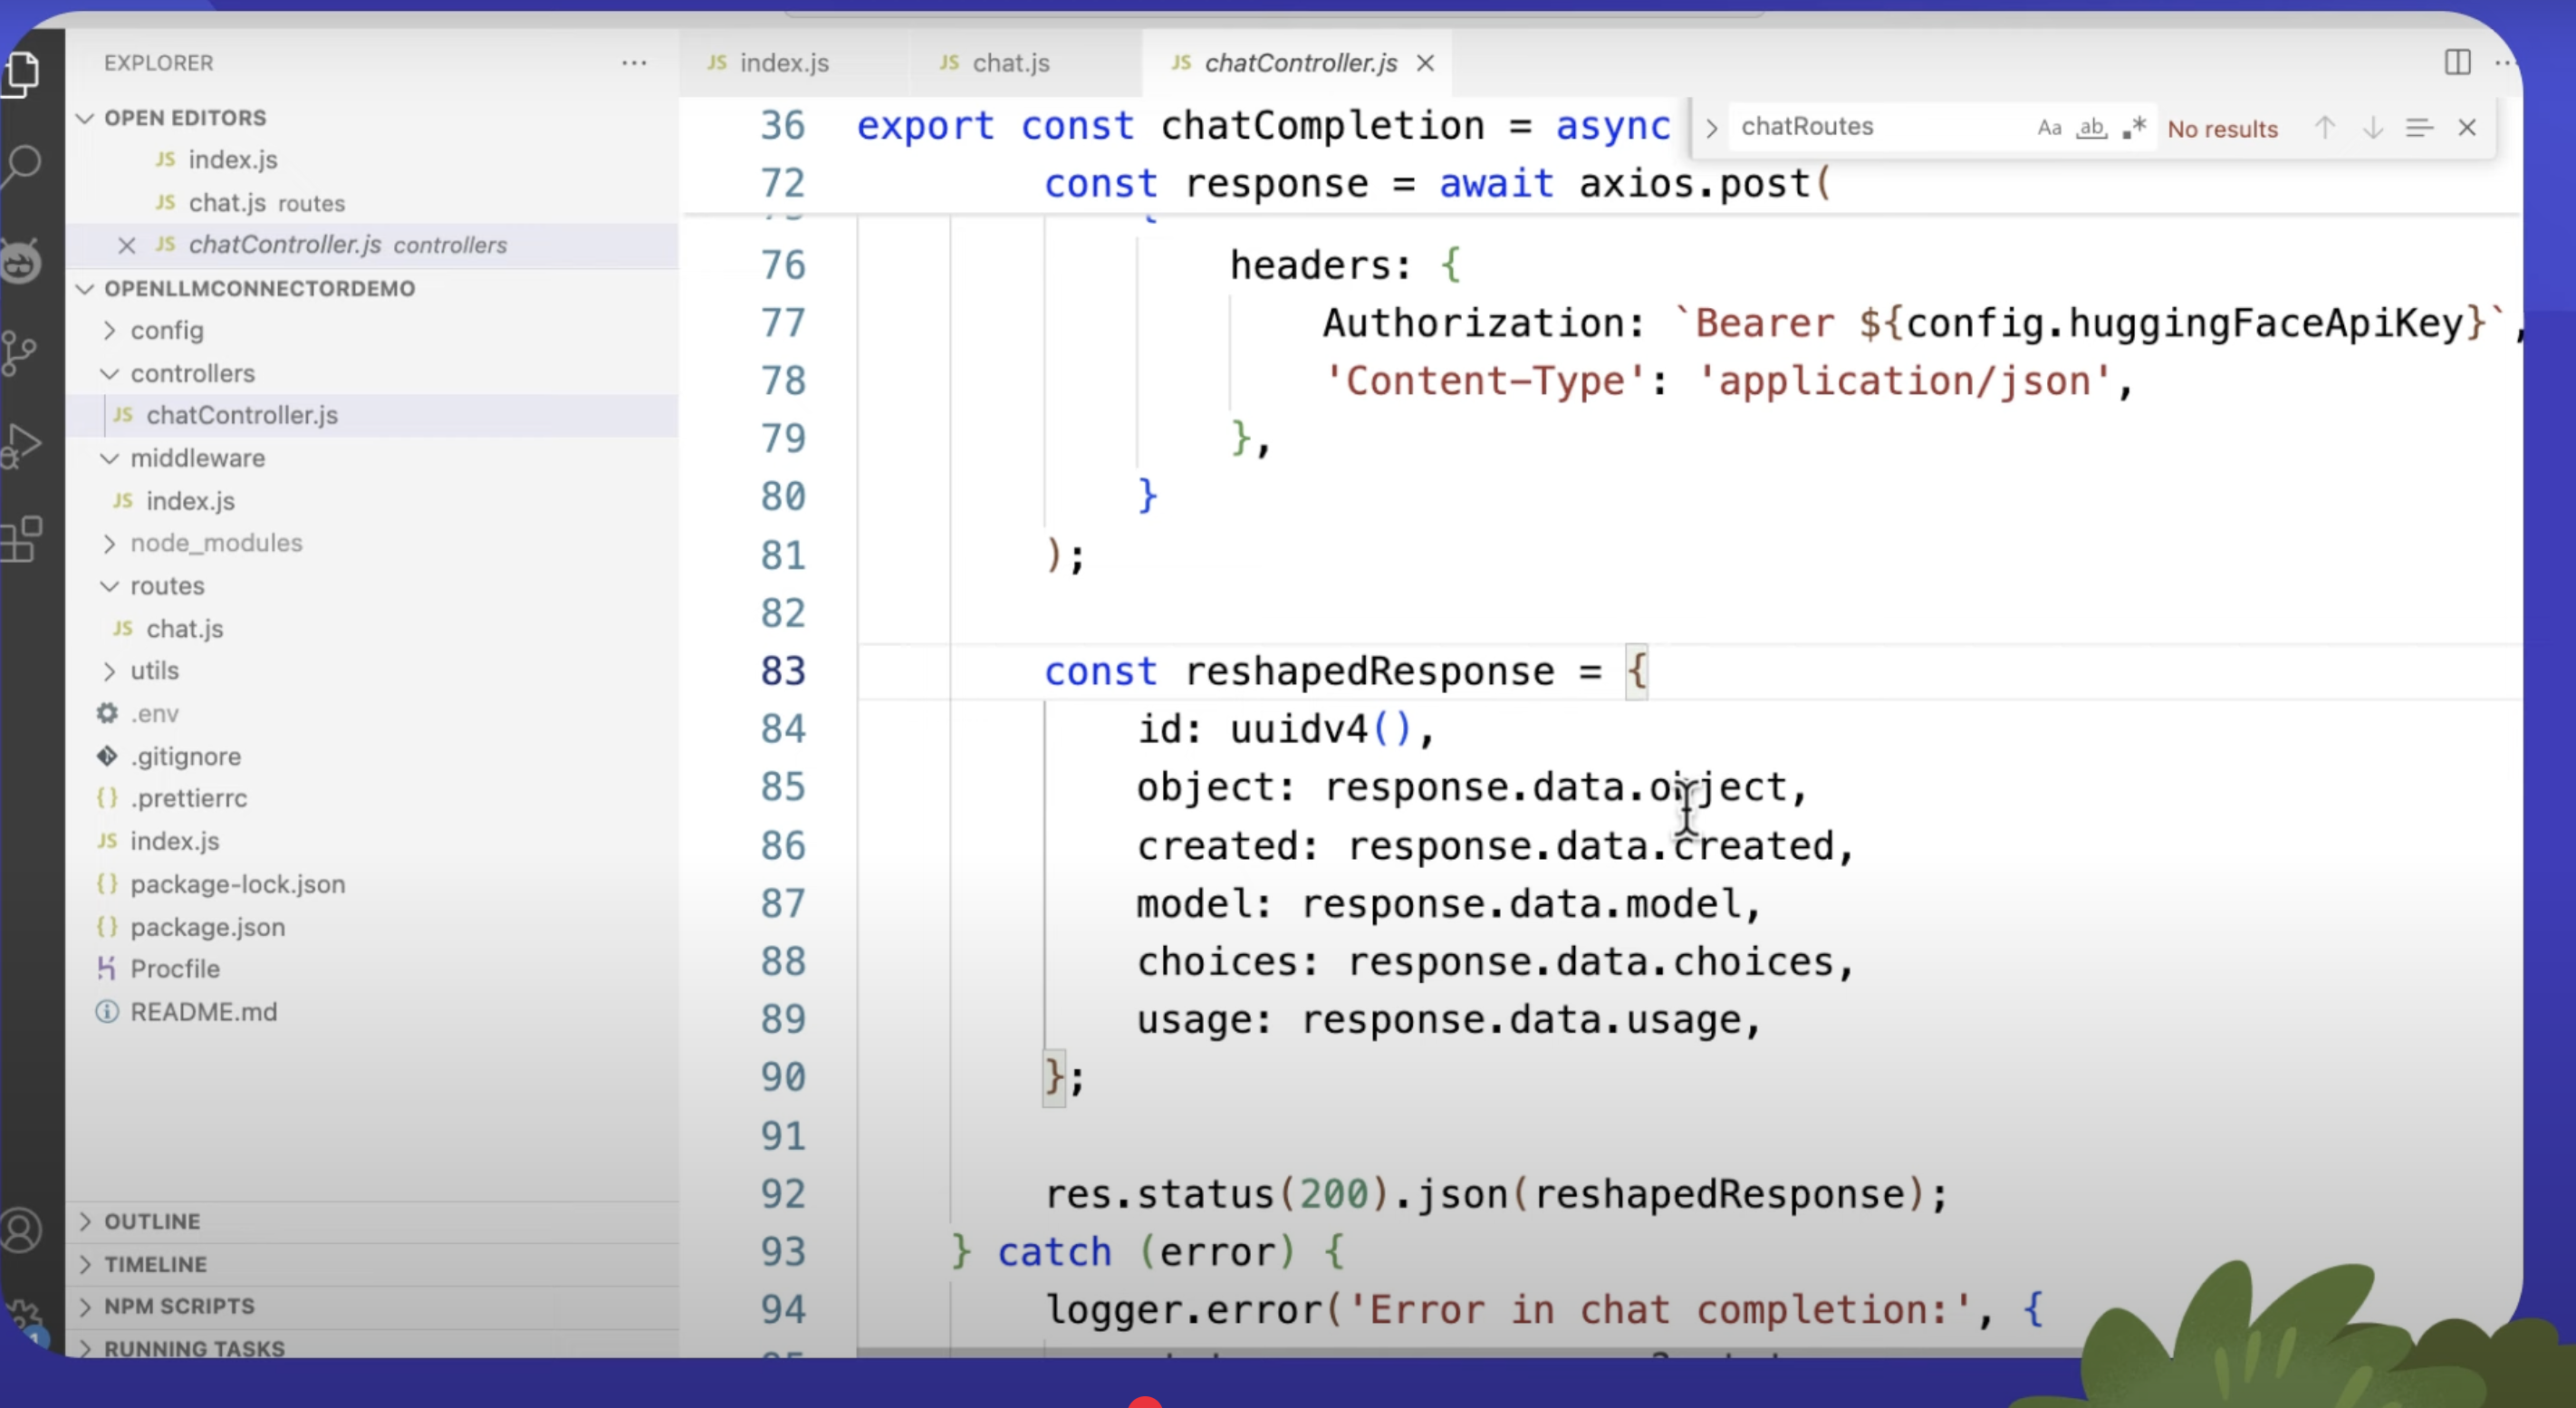 EXPLORER
OPEN EDITORS
JS index.js
JS chat.js routes
JS chatController.js controllers
OPENLLMCONNECTORDEMO
config
controllers
JS chatController.js
middleware
JS index.js
node_modules
routes
JS chat.js
utils
.env
.gitignore
{} .prettierrc
JS index.js
{} package-lock.json
{} package.json
Procfile
README.md
OUTLINE
TIMELINE
NPM SCRIPTS
RUNNING TASKS
1
JS index.js
JS chat.js
JS chatController.js
chatRoutes Aa ab .* No results
36 export const chatCompletion = async
72 const response = await axios.post(
76 headers: {
77 Authorization: `Bearer ${config.huggingFaceApiKey}`,
78 'Content-Type': 'application/json',
79 },
80 }
81 );
82
83 const reshapedResponse = {
84 id: uuidv4(),
85 object: response.data.object,
86 created: response.data.created,
87 model: response.data.model,
88 choices: response.data.choices,
89 usage: response.data.usage,
90 };
91
92 res.status(200).json(reshapedResponse);
93 } catch (error) {
94 logger.error('Error in chat completion:', {